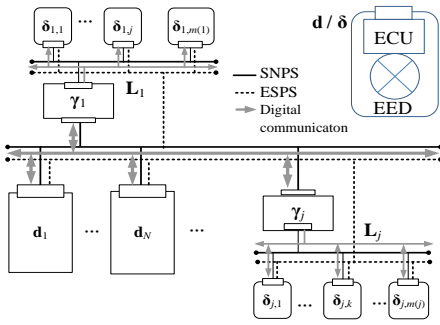 δ1,1 ... δ1,j δ1,m(1)
d / δ
ECU
EED
L1
SNPS
ESPS
Digital
communicaton
γ1
γj
Lj
d1 ... dN ...
δj,1 ... δj,k ... δj,m(j)